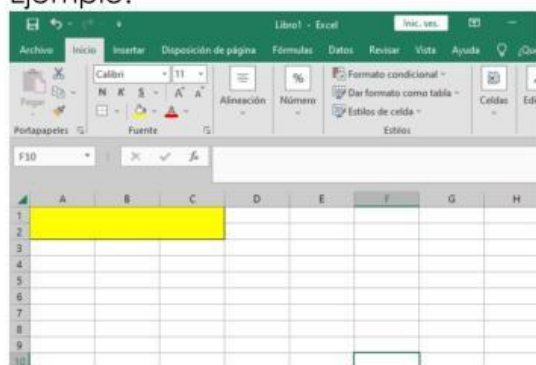 Ejemplo:
Libro1 - Excel Inic. ses.
Archivo Inicio Insertar Disposición de página Fórmulas Datos Revisar Vista Ayuda
Calibri 11 % Formato condicional
Pegar N K S A A Alineación Número Dar formato como tabla Celdas
A Estilos de celda
Portapapeles Fuente Estilos
F10 fx
A B C D E F G H
1
2
3
4
5
6
7
8
9
10